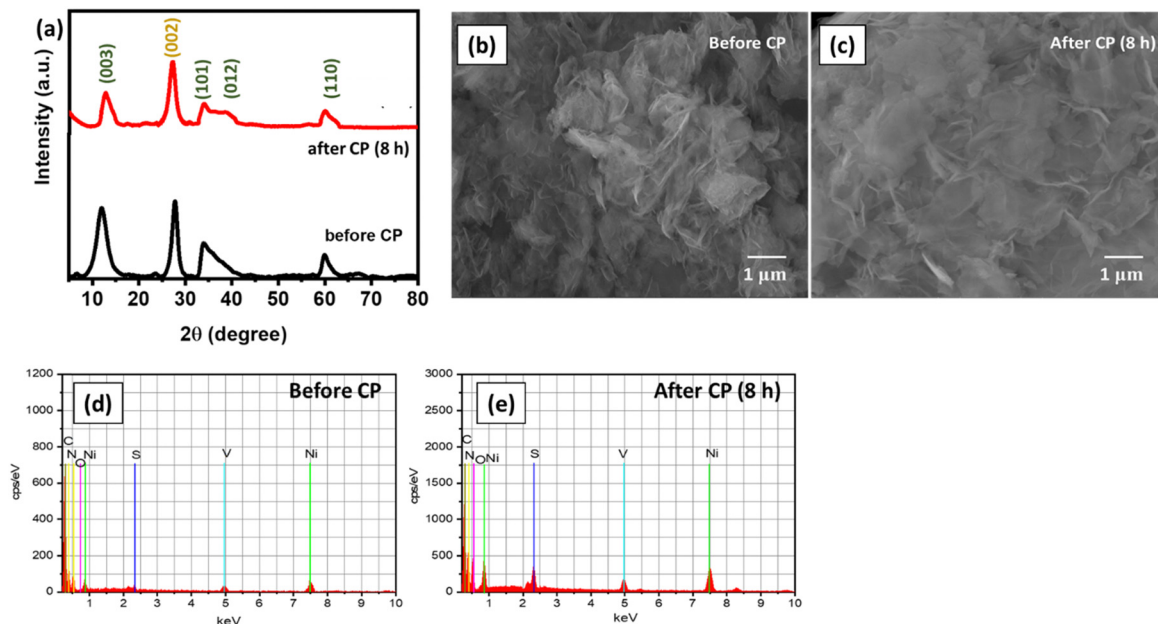 (a)
Intensity (a.u.)
(003)
(002)
(101)
(012)
(110)
after CP (8 h)
before CP
10 20 30 40 50 60 70 80
2θ (degree)
(b)
Before CP
1 μm
(c)
After CP (8 h)
1 μm
(d)
Before CP
cps/eV
1200
1000
800
600
400
200
0
C
N
O
Ni
S
V
Ni
1 2 3 4 5 6 7 8 9 10
keV
(e)
After CP (8 h)
cps/eV
3000
2500
2000
1500
1000
500
0
C
N
O
Ni
S
V
Ni
1 2 3 4 5 6 7 8 9 10
keV